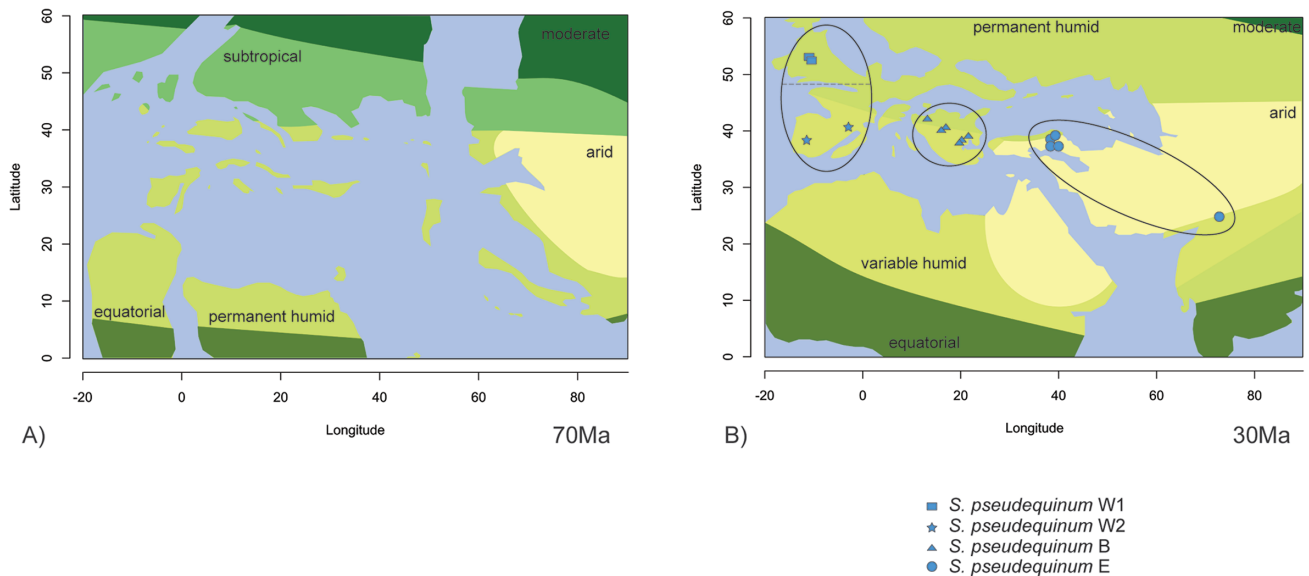 60
50
40
30
20
10
0
Latitude
moderate
subtropical
arid
equatorial
permanent humid
-20
0
20
40
60
80
Longitude
A)
70Ma
60
50
40
30
20
10
0
Latitude
permanent humid
moderate
arid
variable humid
equatorial
-20
0
20
40
60
80
Longitude
B)
30Ma
S. pseudequinum W1
S. pseudequinum W2
S. pseudequinum B
S. pseudequinum E